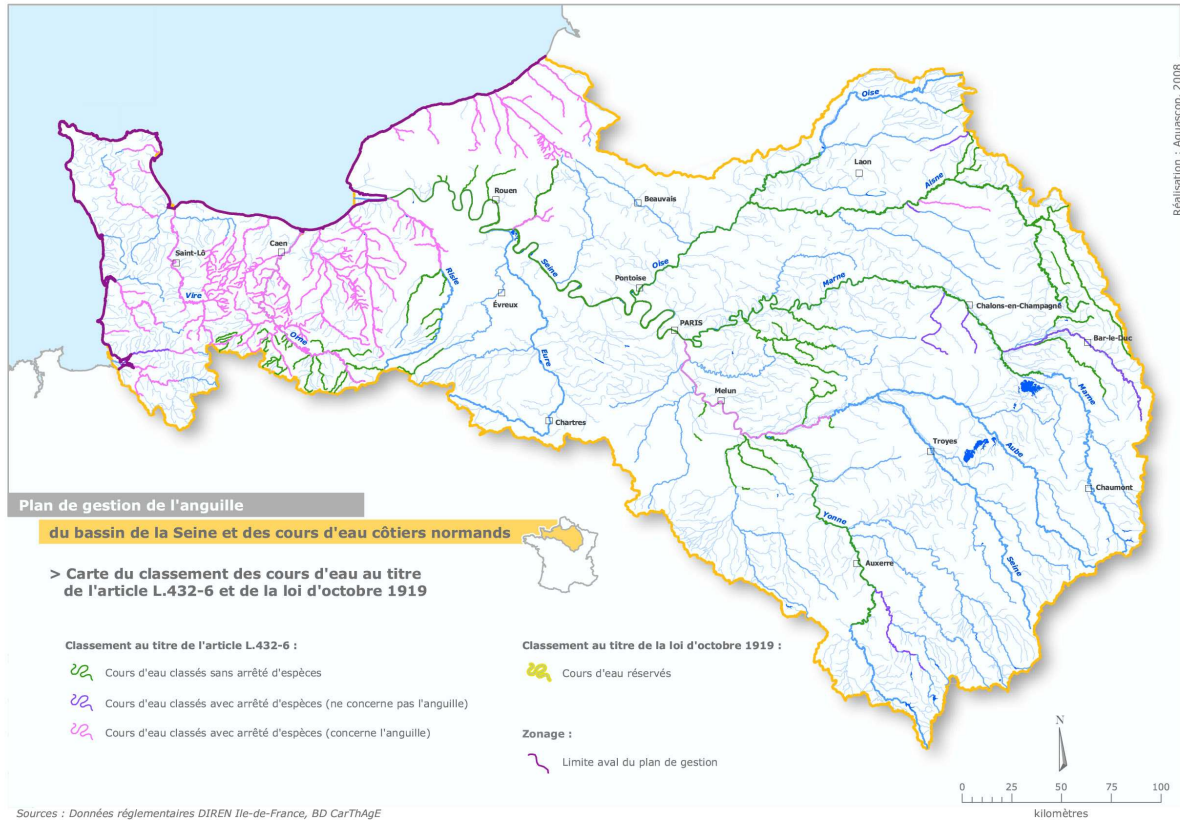 Réalisation : Aquascop, 2008
Oise
Laon
Aisne
Rouen
Beauvais
Saint-Lô
Caen
Oise
Seine
Risle
Pontoise
Marne
Vire
Évreux
Chalons-en-Champagne
PARIS
Orne
Bar-le-Duc
Eure
Melun
Marne
Chartres
Troyes
Aube
Chaumont
Yonne
Seine
Auxerre
Plan de gestion de l'anguille
du bassin de la Seine et des cours d'eau côtiers normands
> Carte du classement des cours d'eau au titre
de l'article L.432-6 et de la loi d'octobre 1919
Classement au titre de l'article L.432-6 :
Cours d'eau classés sans arrêté d'espèces
Cours d'eau classés avec arrêté d'espèces (ne concerne pas l'anguille)
Cours d'eau classés avec arrêté d'espèces (concerne l'anguille)
Classement au titre de la loi d'octobre 1919 :
Cours d'eau réservés
Zonage :
Limite aval du plan de gestion
N
0 25 50 75 100
kilomètres
Sources : Données réglementaires DIREN Ile-de-France, BD CarThAgE